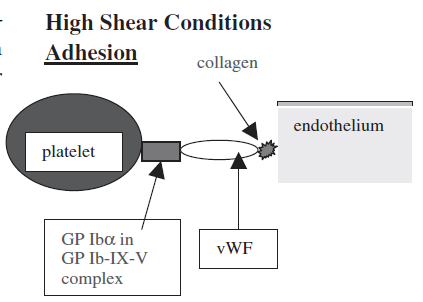 High Shear Conditions
Adhesion
collagen
endothelium
platelet
GP Ibα in
GP Ib-IX-V
complex
vWF